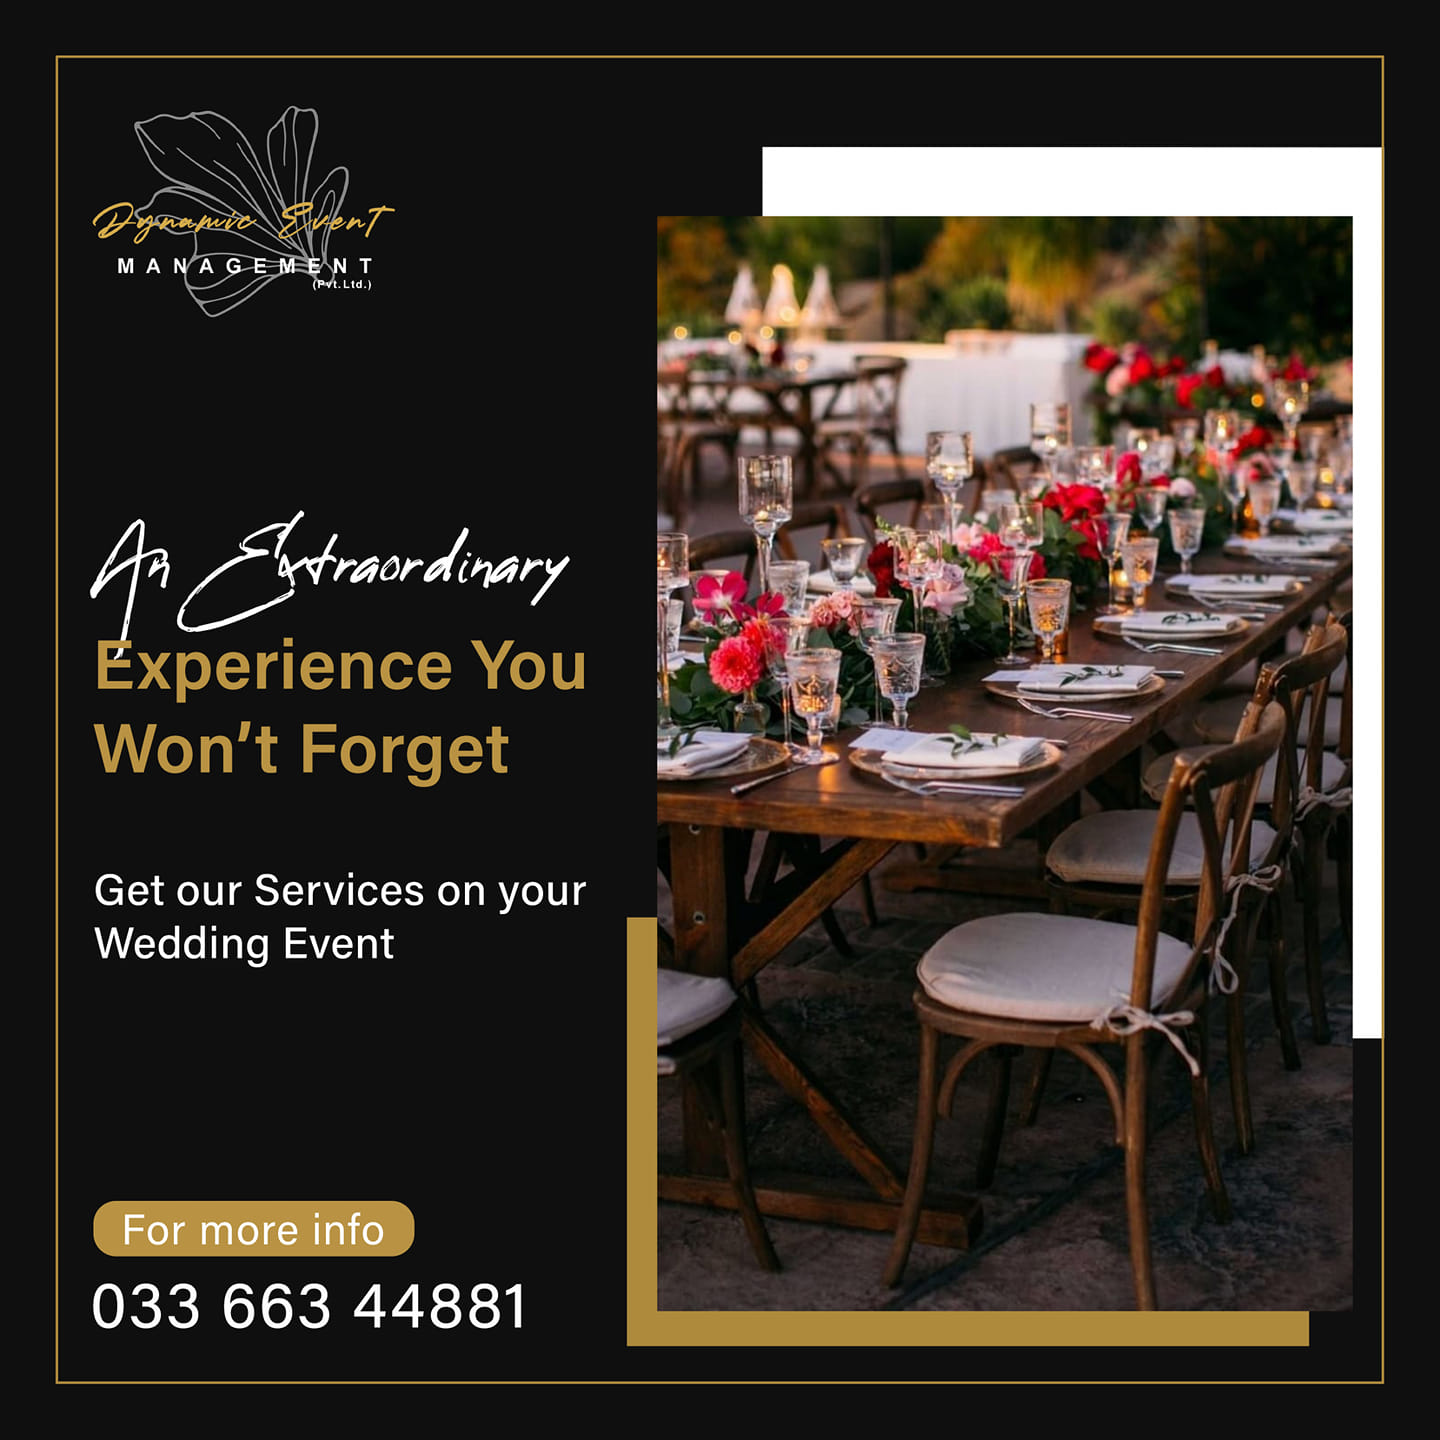 Dynamic Event
MANAGEMENT
(Pvt.Ltd.)
An Extraordinary
Experience You
Won’t Forget
Get our Services on your
Wedding Event
For more info
033 663 44881